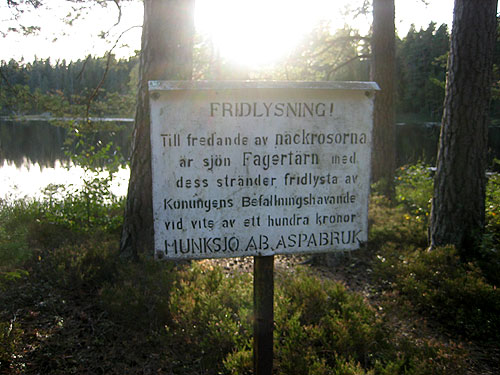 FRIDLYSNING!
Till fredande av näckrosorna
är sjön Fagertärn med
dess stränder fridlysta av
Konungens Befallningshavande
vid vite av ett hundra kronor
MUNKSJÖ AB, ASPABRUK